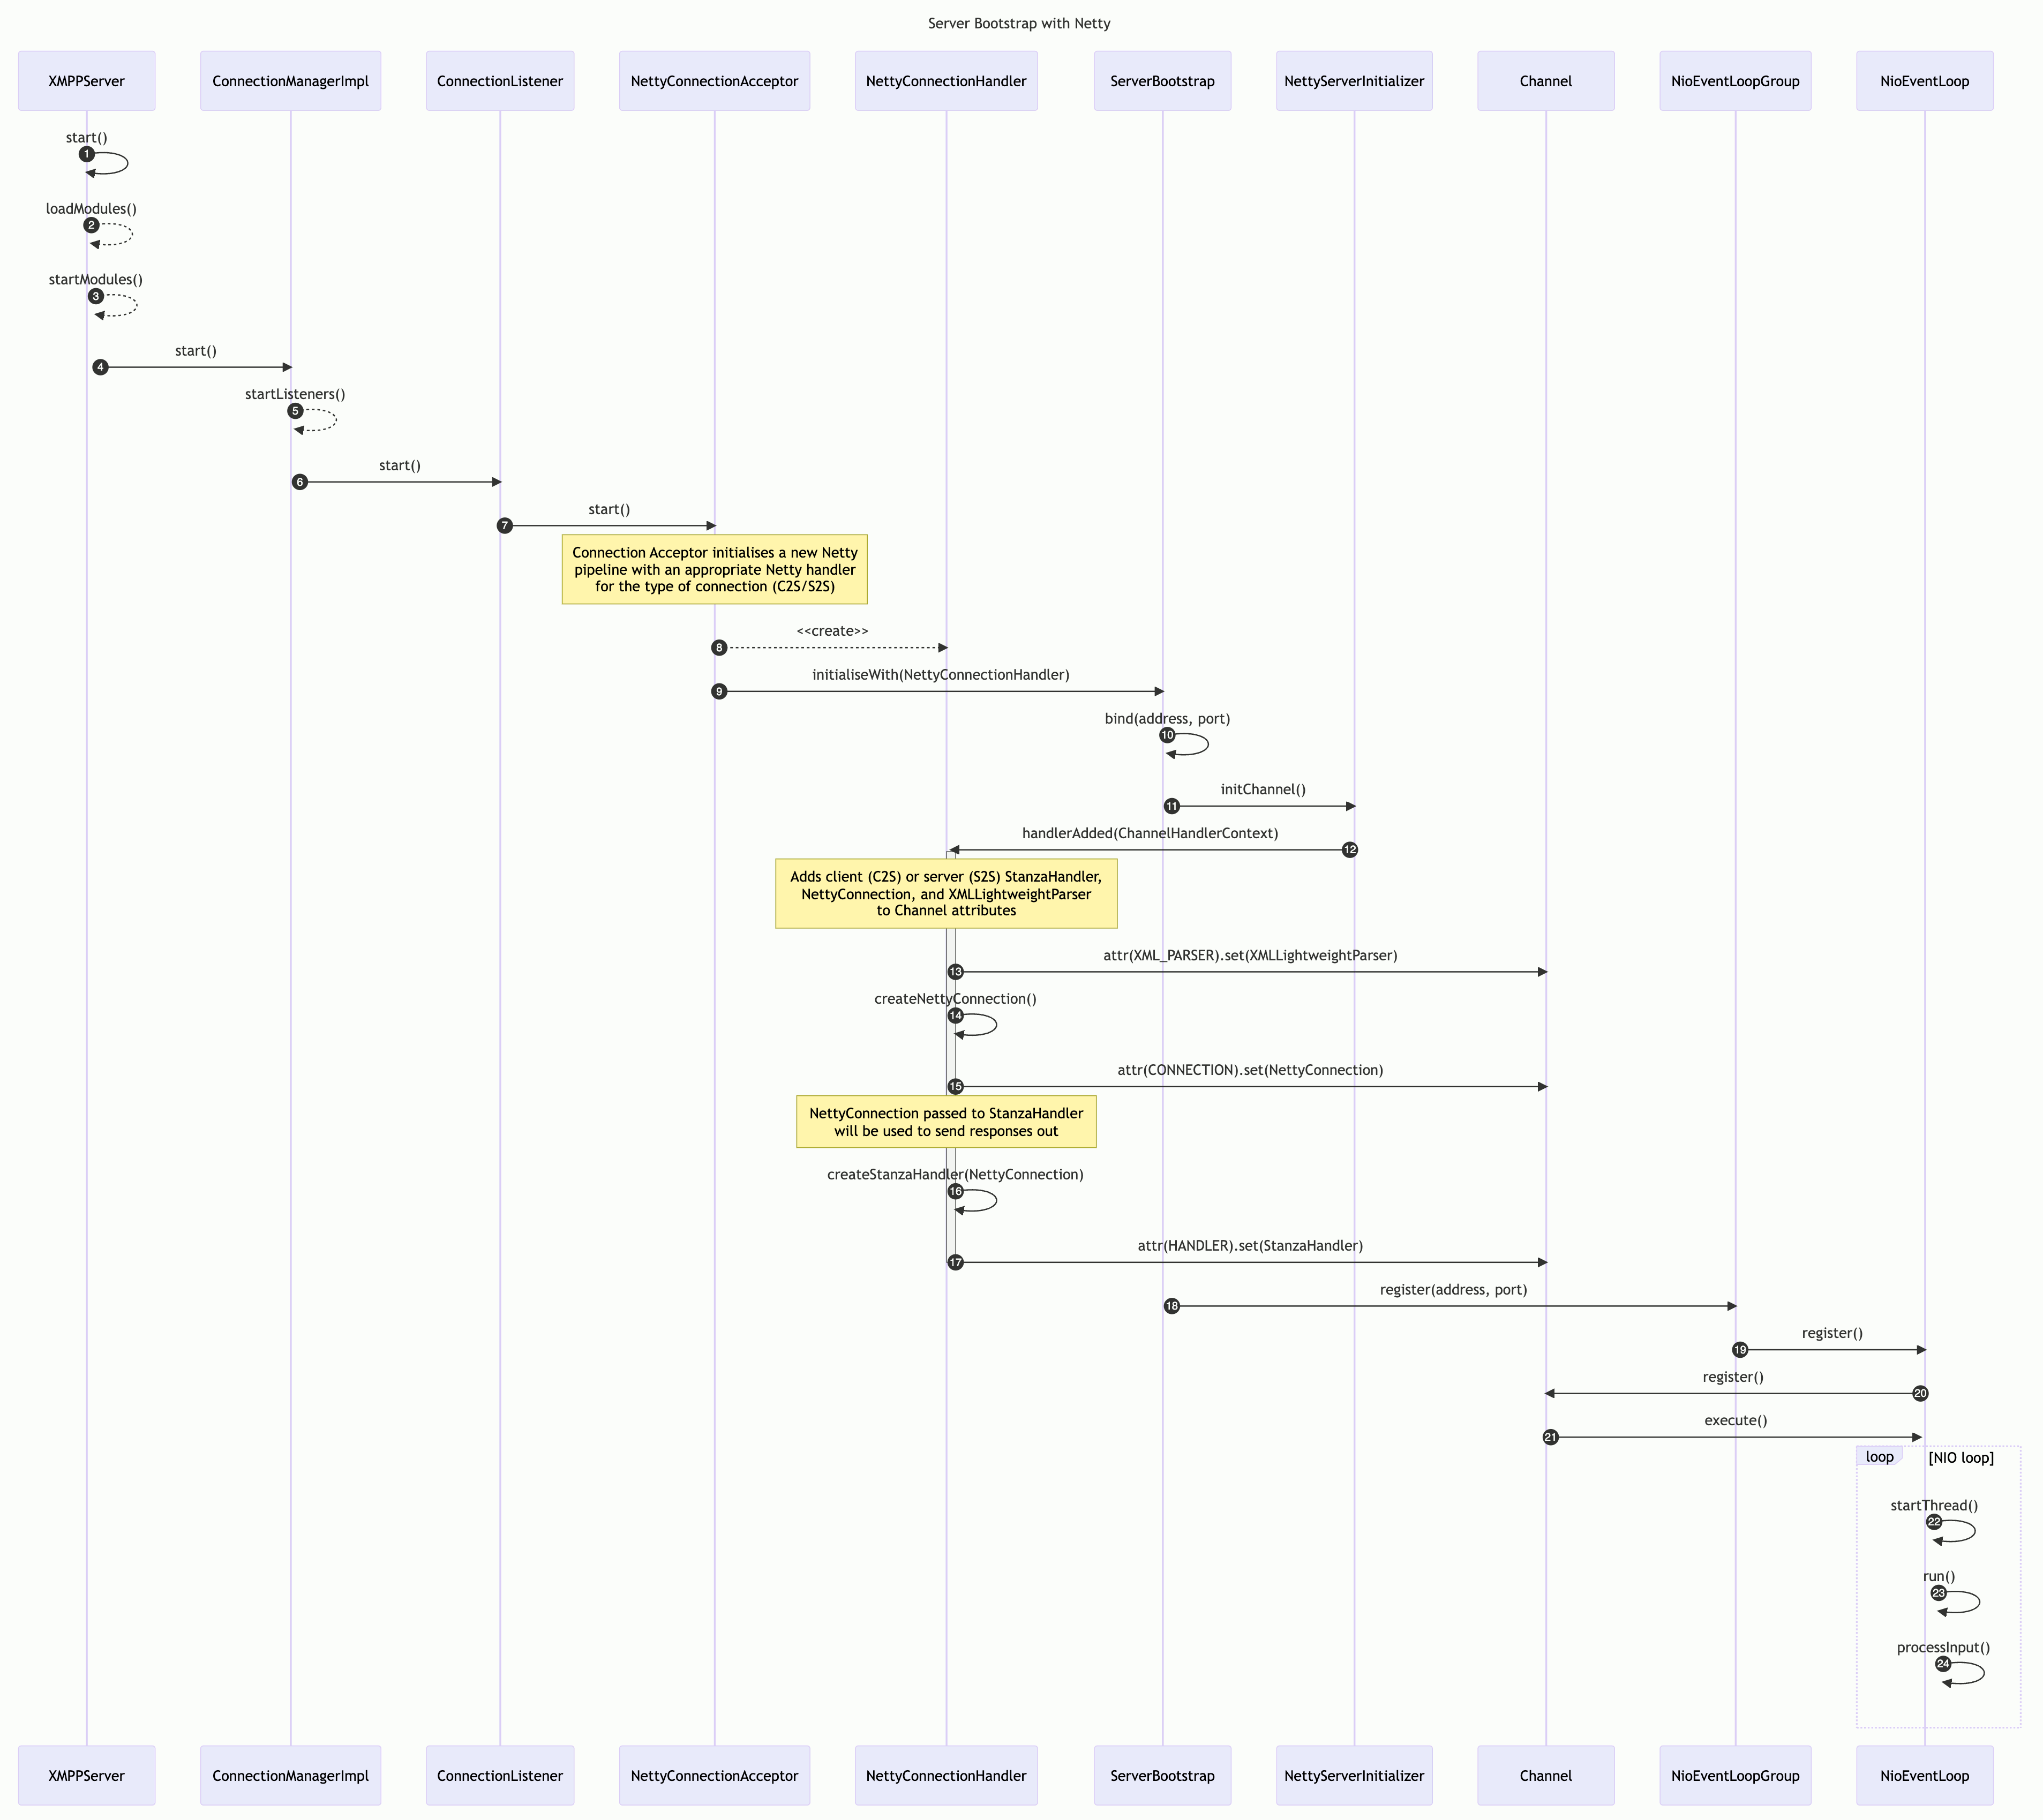 Server Bootstrap with Netty
XMPPServer
ConnectionManagerImpl
ConnectionListener
NettyConnectionAcceptor
NettyConnectionHandler
ServerBootstrap
NettyServerInitializer
Channel
NioEventLoopGroup
NioEventLoop
start()
1
loadModules()
2
startModules()
3
start()
4
startListeners()
5
start()
6
start()
7
Connection Acceptor initialises a new Netty
pipeline with an appropriate Netty handler
for the type of connection (C2S/S2S)
<<create>>
8
initialiseWith(NettyConnectionHandler)
9
bind(address, port)
10
initChannel()
11
handlerAdded(ChannelHandlerContext)
12
Adds client (C2S) or server (S2S) StanzaHandler,
NettyConnection, and XMLLightweightParser
to Channel attributes
attr(XML_PARSER).set(XMLLightweightParser)
13
createNettyConnection()
14
attr(CONNECTION).set(NettyConnection)
15
NettyConnection passed to StanzaHandler
will be used to send responses out
createStanzaHandler(NettyConnection)
16
attr(HANDLER).set(StanzaHandler)
17
register(address, port)
18
register()
19
register()
20
execute()
21
loop
[NIO loop]
startThread()
22
run()
23
processInput()
24
XMPPServer
ConnectionManagerImpl
ConnectionListener
NettyConnectionAcceptor
NettyConnectionHandler
ServerBootstrap
NettyServerInitializer
Channel
NioEventLoopGroup
NioEventLoop